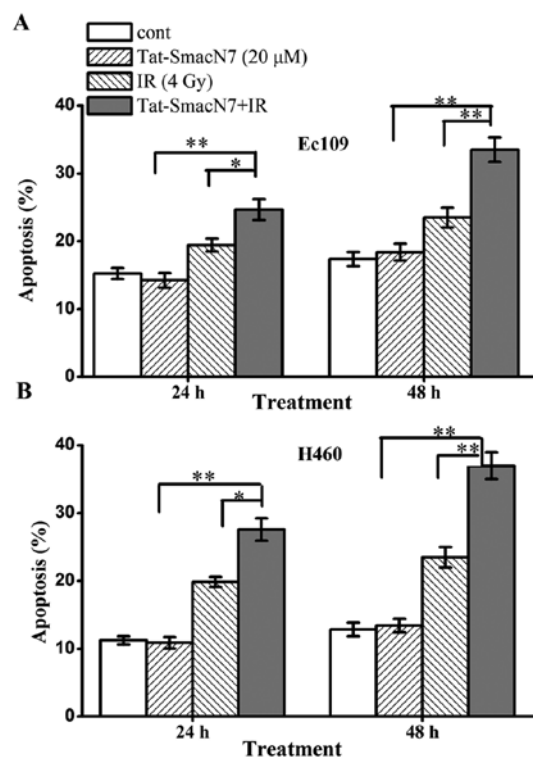 A
cont
Tat-SmacN7 (20 μM)
IR (4 Gy)
Tat-SmacN7+IR
Ec109
Apoptosis (%)
40
30
20
10
0
**
*
**
**
24 h
48 h
Treatment
B
H460
Apoptosis (%)
40
30
20
10
0
**
*
**
**
24 h
48 h
Treatment